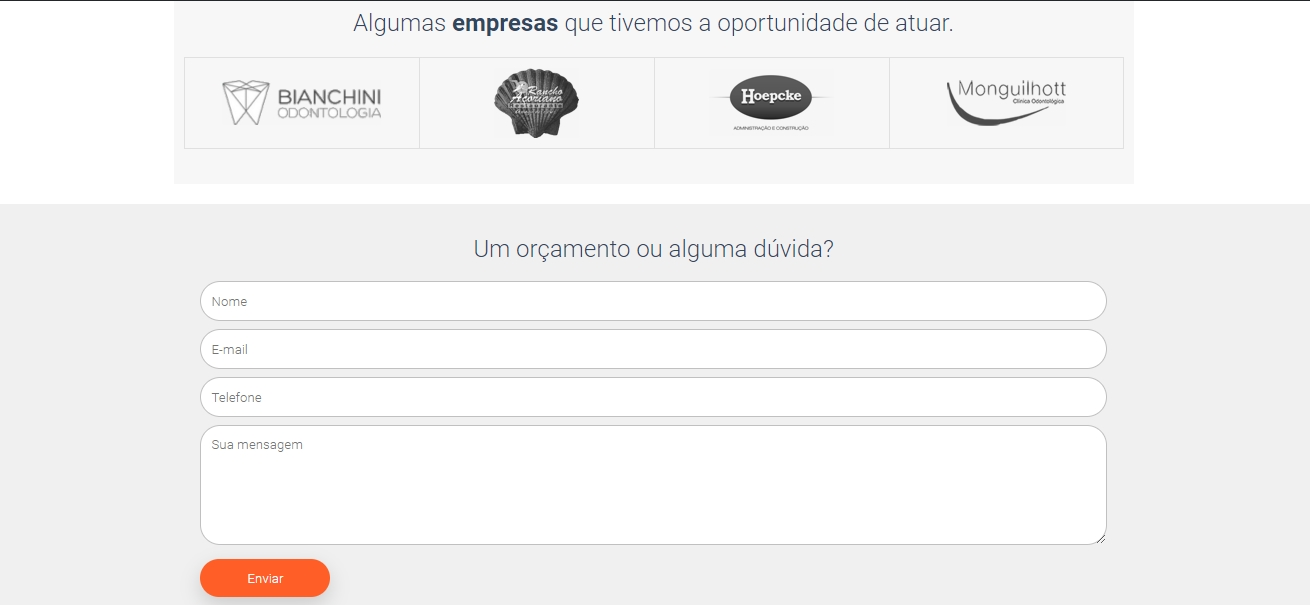 Algumas empresas que tivemos a oportunidade de atuar.
BIANCHINI
ODONTOLOGIA
Rancho
Açoriano
Hoepcke
ADMINISTRAÇÃO E CONSTRUÇÃO
Monguilhott
Clínica Odontológica
Um orçamento ou alguma dúvida?
Nome
E-mail
Telefone
Sua mensagem
Enviar